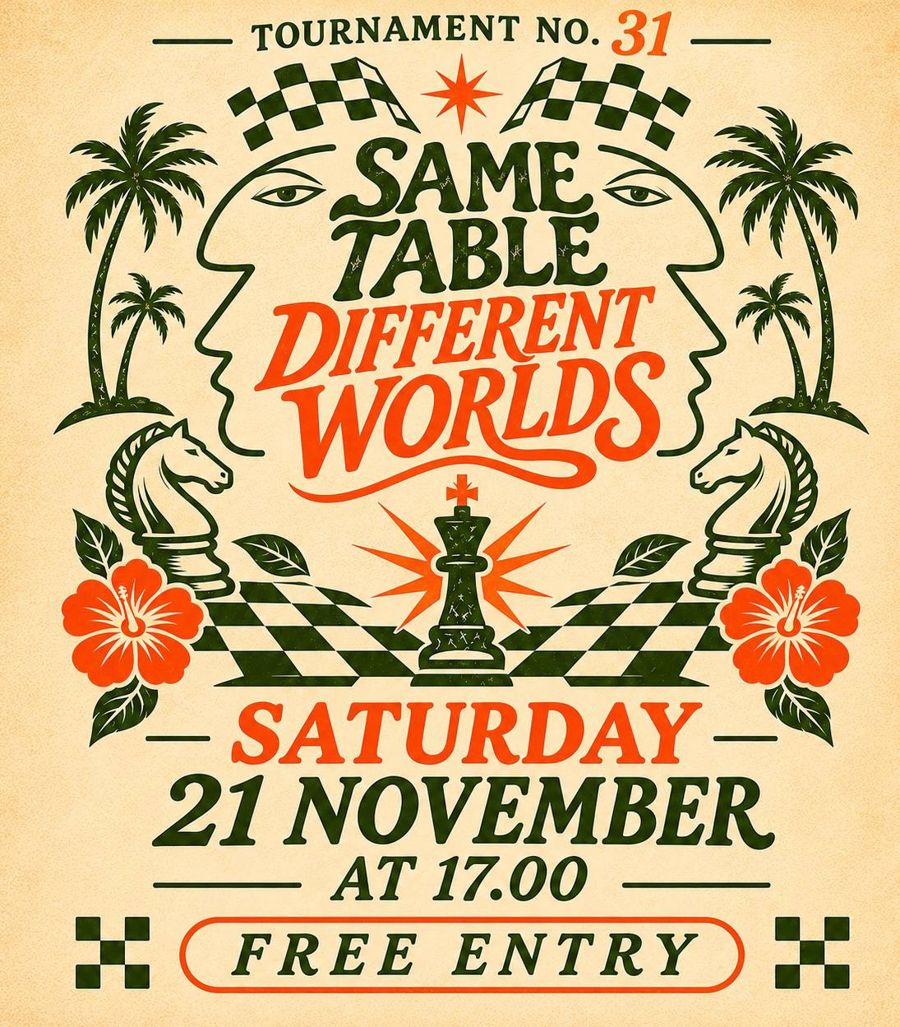 TOURNAMENT NO. 31
SAME
TABLE
DIFFERENT
WORLDS
SATURDAY
21 NOVEMBER
AT 17.00
FREE ENTRY